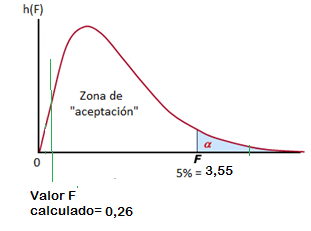 h(F)
Zona de
"aceptación"
α
0
F
5% = 3,55
Valor F
calculado= 0,26